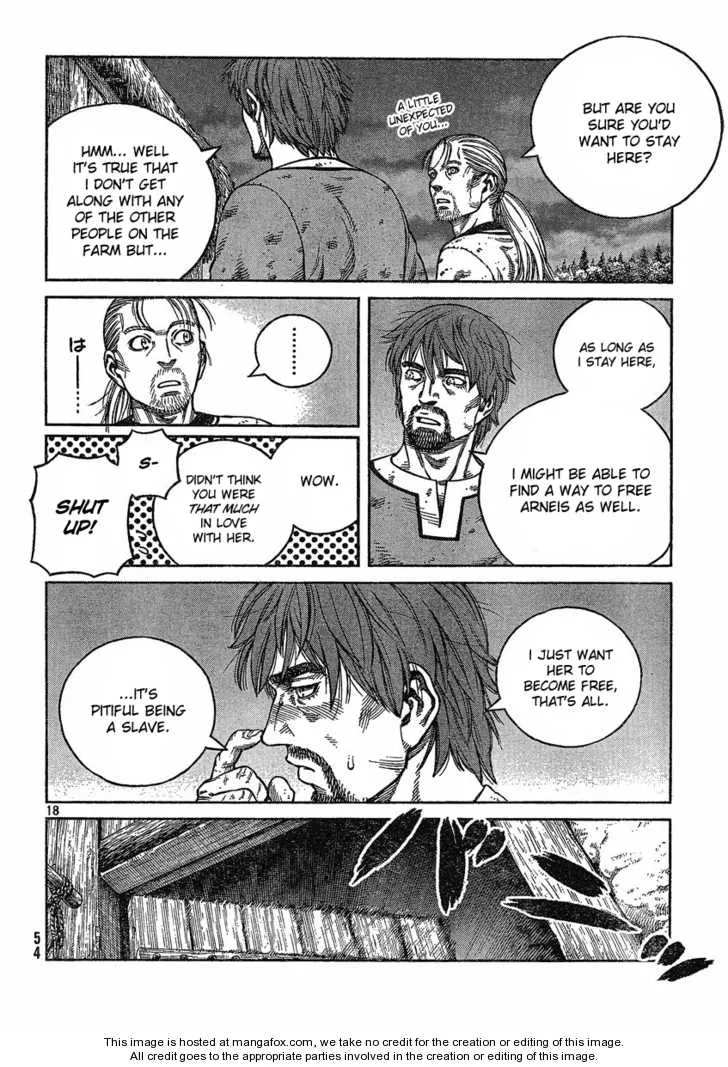 BUT ARE YOU
SURE YOU'D
WANT TO STAY
HERE?
A LITTLE
UNEXPECTED
OF YOU...
HMM... WELL
IT'S TRUE THAT
I DON'T GET
ALONG WITH ANY
OF THE OTHER
PEOPLE ON THE
FARM BUT...
AS LONG AS
I STAY HERE,
I MIGHT BE ABLE TO
FIND A WAY TO FREE
ARNEIS AS WELL.
……
は……
WOW.
DIDN'T THINK
YOU WERE
THAT MUCH
IN LOVE
WITH HER.
S-
SHUT
UP!
I JUST WANT
HER TO
BECOME FREE,
THAT'S ALL.
...IT'S
PITIFUL BEING
A SLAVE.
18
54
This image is hosted at mangafox.com, we take no credit for the creation or editing of this image.
All credit goes to the appropriate parties involved in the creation or editing of this image.